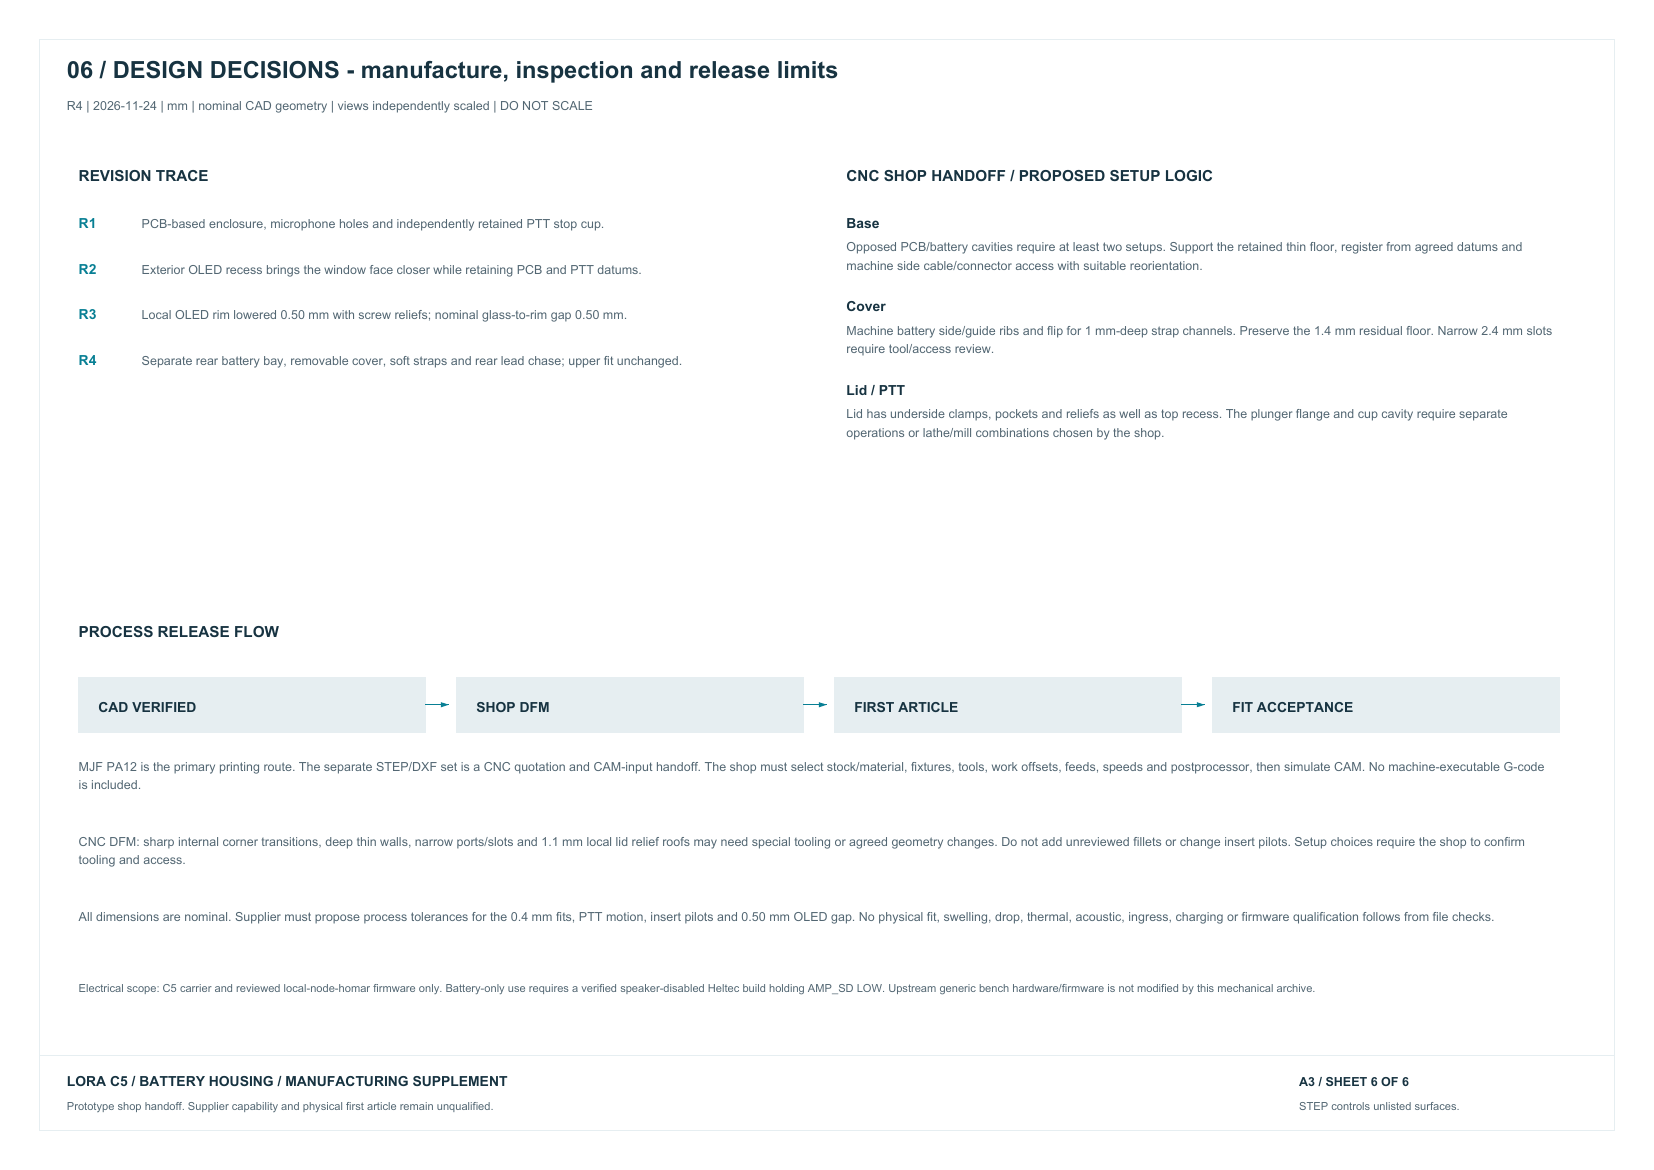 06 / DESIGN DECISIONS - manufacture, inspection and release limits
R4 | 2026-11-24 | mm | nominal CAD geometry | views independently scaled | DO NOT SCALE
REVISION TRACE
R1 PCB-based enclosure, microphone holes and independently retained PTT stop cup.
R2 Exterior OLED recess brings the window face closer while retaining PCB and PTT datums.
R3 Local OLED rim lowered 0.50 mm with screw reliefs; nominal glass-to-rim gap 0.50 mm.
R4 Separate rear battery bay, removable cover, soft straps and rear lead chase; upper fit unchanged.
CNC SHOP HANDOFF / PROPOSED SETUP LOGIC
Base
Opposed PCB/battery cavities require at least two setups. Support the retained thin floor, register from agreed datums and
machine side cable/connector access with suitable reorientation.
Cover
Machine battery side/guide ribs and flip for 1 mm-deep strap channels. Preserve the 1.4 mm residual floor. Narrow 2.4 mm slots
require tool/access review.
Lid / PTT
Lid has underside clamps, pockets and reliefs as well as top recess. The plunger flange and cup cavity require separate
operations or lathe/mill combinations chosen by the shop.
PROCESS RELEASE FLOW
CAD VERIFIED
SHOP DFM
FIRST ARTICLE
FIT ACCEPTANCE
MJF PA12 is the primary printing route. The separate STEP/DXF set is a CNC quotation and CAM-input handoff. The shop must select stock/material, fixtures, tools, work offsets, feeds, speeds and postprocessor, then simulate CAM. No machine-executable G-code
is included.
CNC DFM: sharp internal corner transitions, deep thin walls, narrow ports/slots and 1.1 mm local lid relief roofs may need special tooling or agreed geometry changes. Do not add unreviewed fillets or change insert pilots. Setup choices require the shop to confirm
tooling and access.
All dimensions are nominal. Supplier must propose process tolerances for the 0.4 mm fits, PTT motion, insert pilots and 0.50 mm OLED gap. No physical fit, swelling, drop, thermal, acoustic, ingress, charging or firmware qualification follows from file checks.
Electrical scope: C5 carrier and reviewed local-node-homar firmware only. Battery-only use requires a verified speaker-disabled Heltec build holding AMP_SD LOW. Upstream generic bench hardware/firmware is not modified by this mechanical archive.
LORA C5 / BATTERY HOUSING / MANUFACTURING SUPPLEMENT
Prototype shop handoff. Supplier capability and physical first article remain unqualified.
A3 / SHEET 6 OF 6
STEP controls unlisted surfaces.